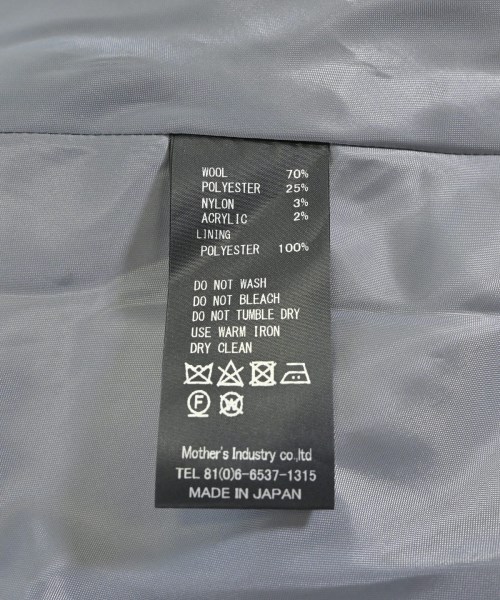 WOOL 70%
POLYESTER 25%
NYLON 3%
ACRYLIC 2%
LINING
POLYESTER 100%
DO NOT WASH
DO NOT BLEACH
DO NOT TUMBLE DRY
USE WARM IRON
DRY CLEAN
F W
Mother's Industry co.,ltd
TEL 81(0)6-6537-1315
MADE IN JAPAN